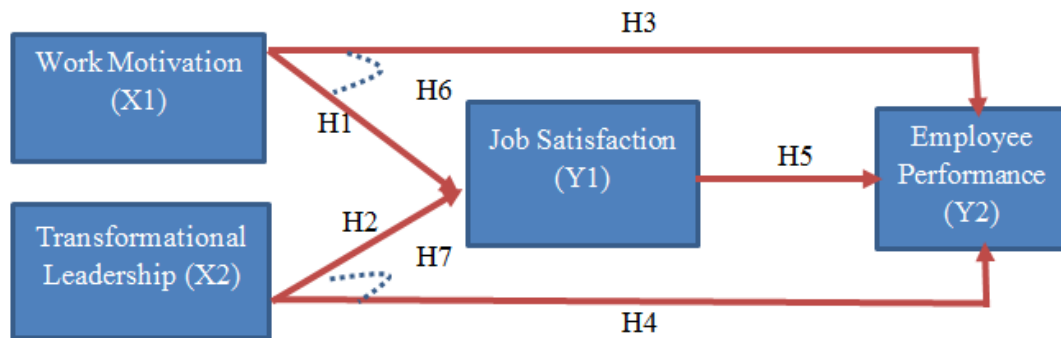 H3
Work Motivation
(X1)
H6
H1
Job Satisfaction
(Y1)
H5
Employee
Performance
(Y2)
H2
Transformational
Leadership (X2)
H7
H4